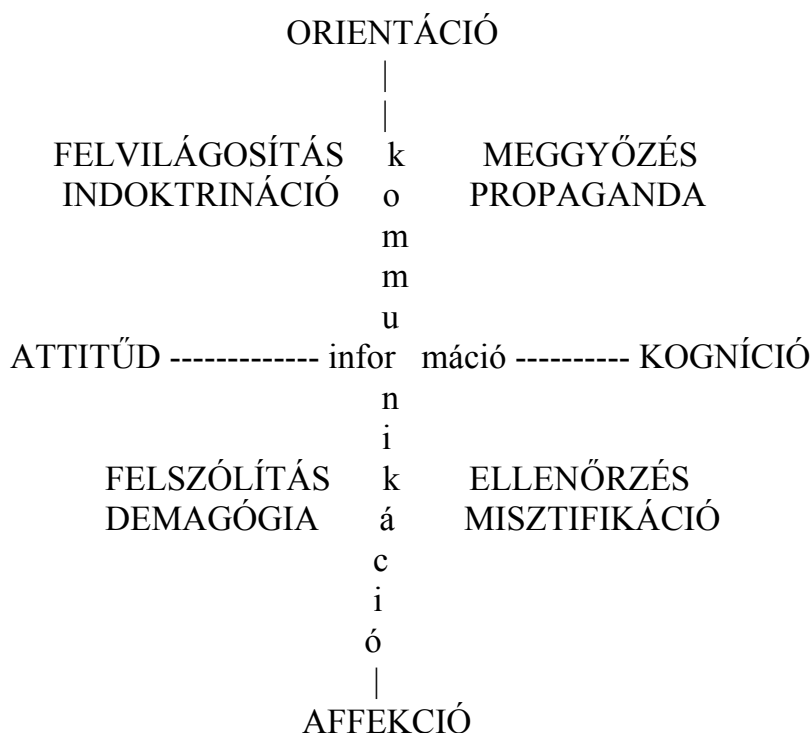 ORIENTÁCIÓ
|
|
FELVILÁGOSÍTÁS k MEGGYŐZÉS
INDOKTRINÁCIÓ o PROPAGANDA
m
m
u
ATTITŰD ------------- infor máció ---------- KOGNÍCIÓ
n
i
FELSZÓLÍTÁS k ELLENŐRZÉS
DEMAGÓGIA á MISZTIFIKÁCIÓ
c
i
ó
|
AFFEKCIÓ